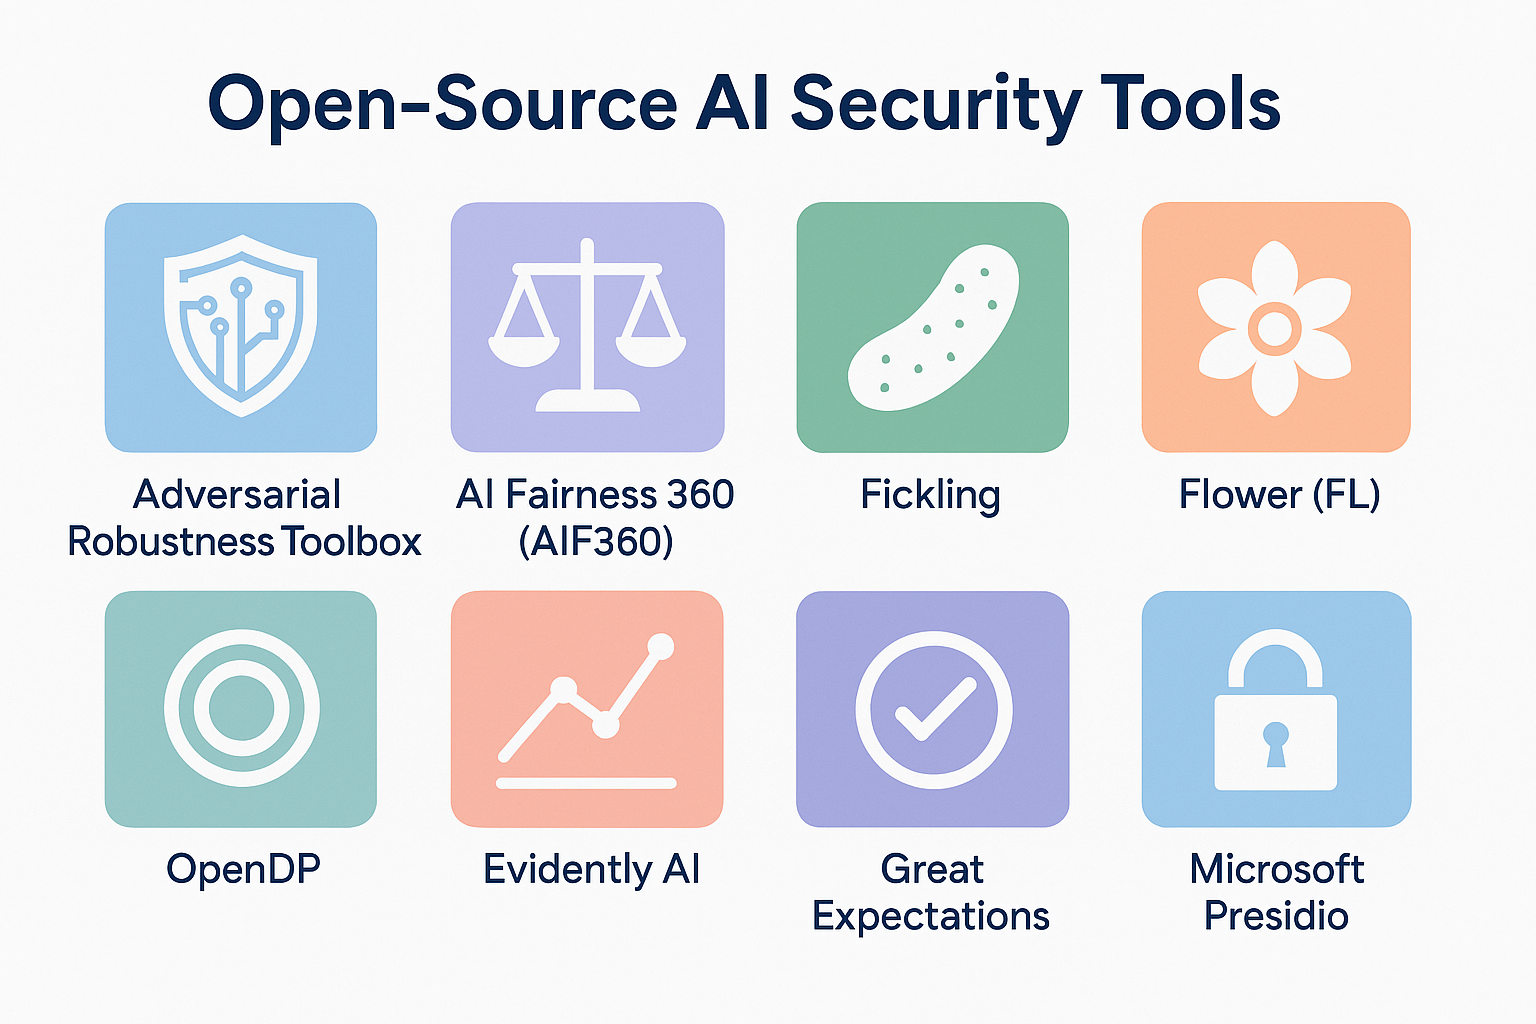 Open-Source AI Security Tools
Adversarial
Robustness Toolbox
AI Fairness 360
(AIF360)
Fickling
Flower (FL)
OpenDP
Evidently AI
Great
Expectations
Microsoft
Presidio